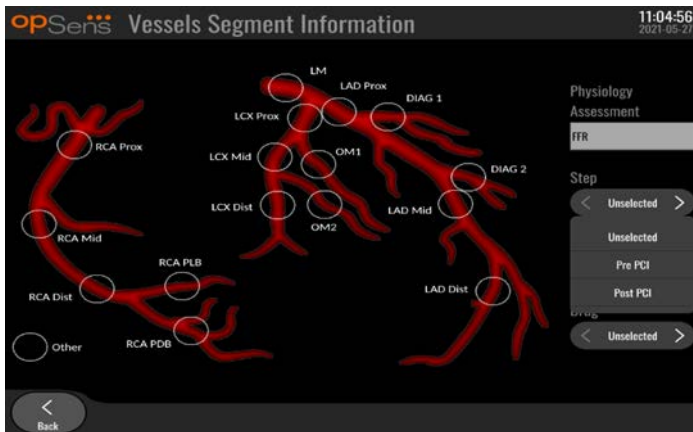 opSens Vessels Segment Information
11:04:56
2021-05-27
LM
LAD Prox
DIAG 1
LCX Prox
RCA Prox
LCX Mid
OM1
DIAG 2
LCX Dist
OM2
LAD Mid
RCA Mid
RCA PLB
RCA Dist
LAD Dist
RCA PDB
Other
Physiology
Assessment
FFR
Step
< Unselected >
Unselected
Pre PCI
Post PCI
Drug
< Unselected >
<
Back